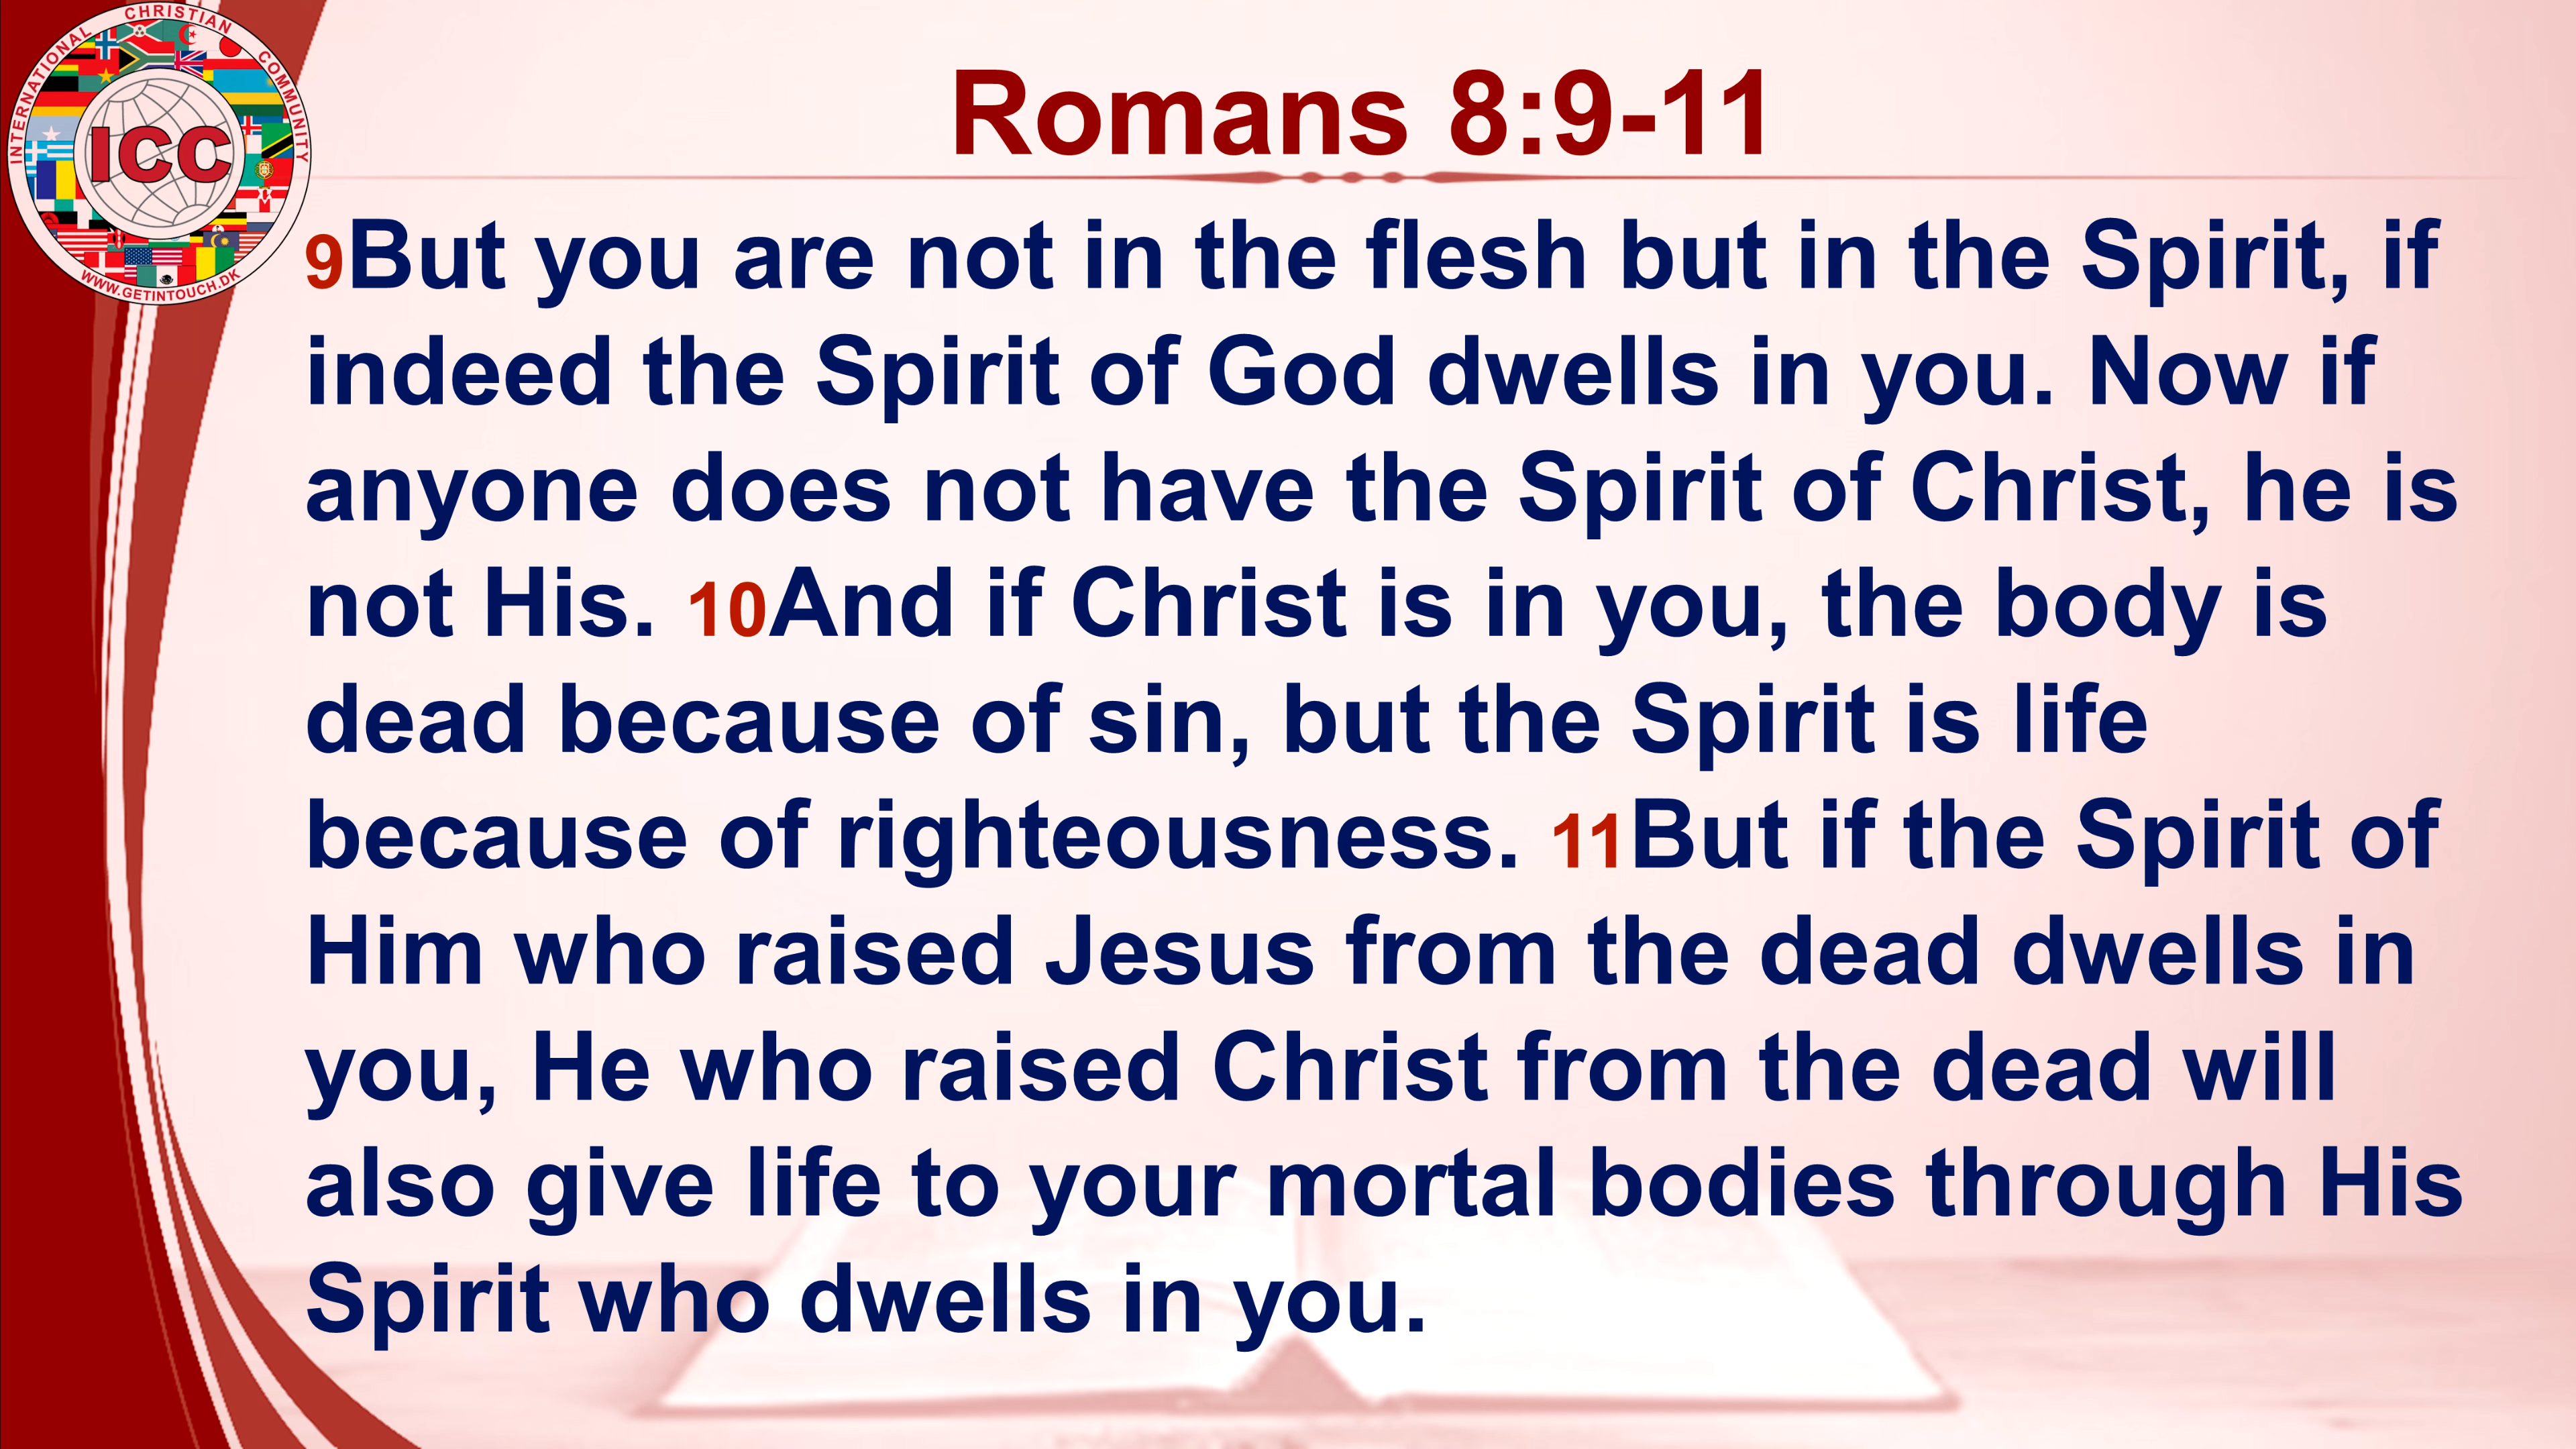 INTERNATIONAL CHRISTIAN COMMUNITY
ICC
WWW.GETINTOUCH.DK
Romans 8:9-11
9But you are not in the flesh but in the Spirit, if
indeed the Spirit of God dwells in you. Now if
anyone does not have the Spirit of Christ, he is
not His. 10And if Christ is in you, the body is
dead because of sin, but the Spirit is life
because of righteousness. 11But if the Spirit of
Him who raised Jesus from the dead dwells in
you, He who raised Christ from the dead will
also give life to your mortal bodies through His
Spirit who dwells in you.